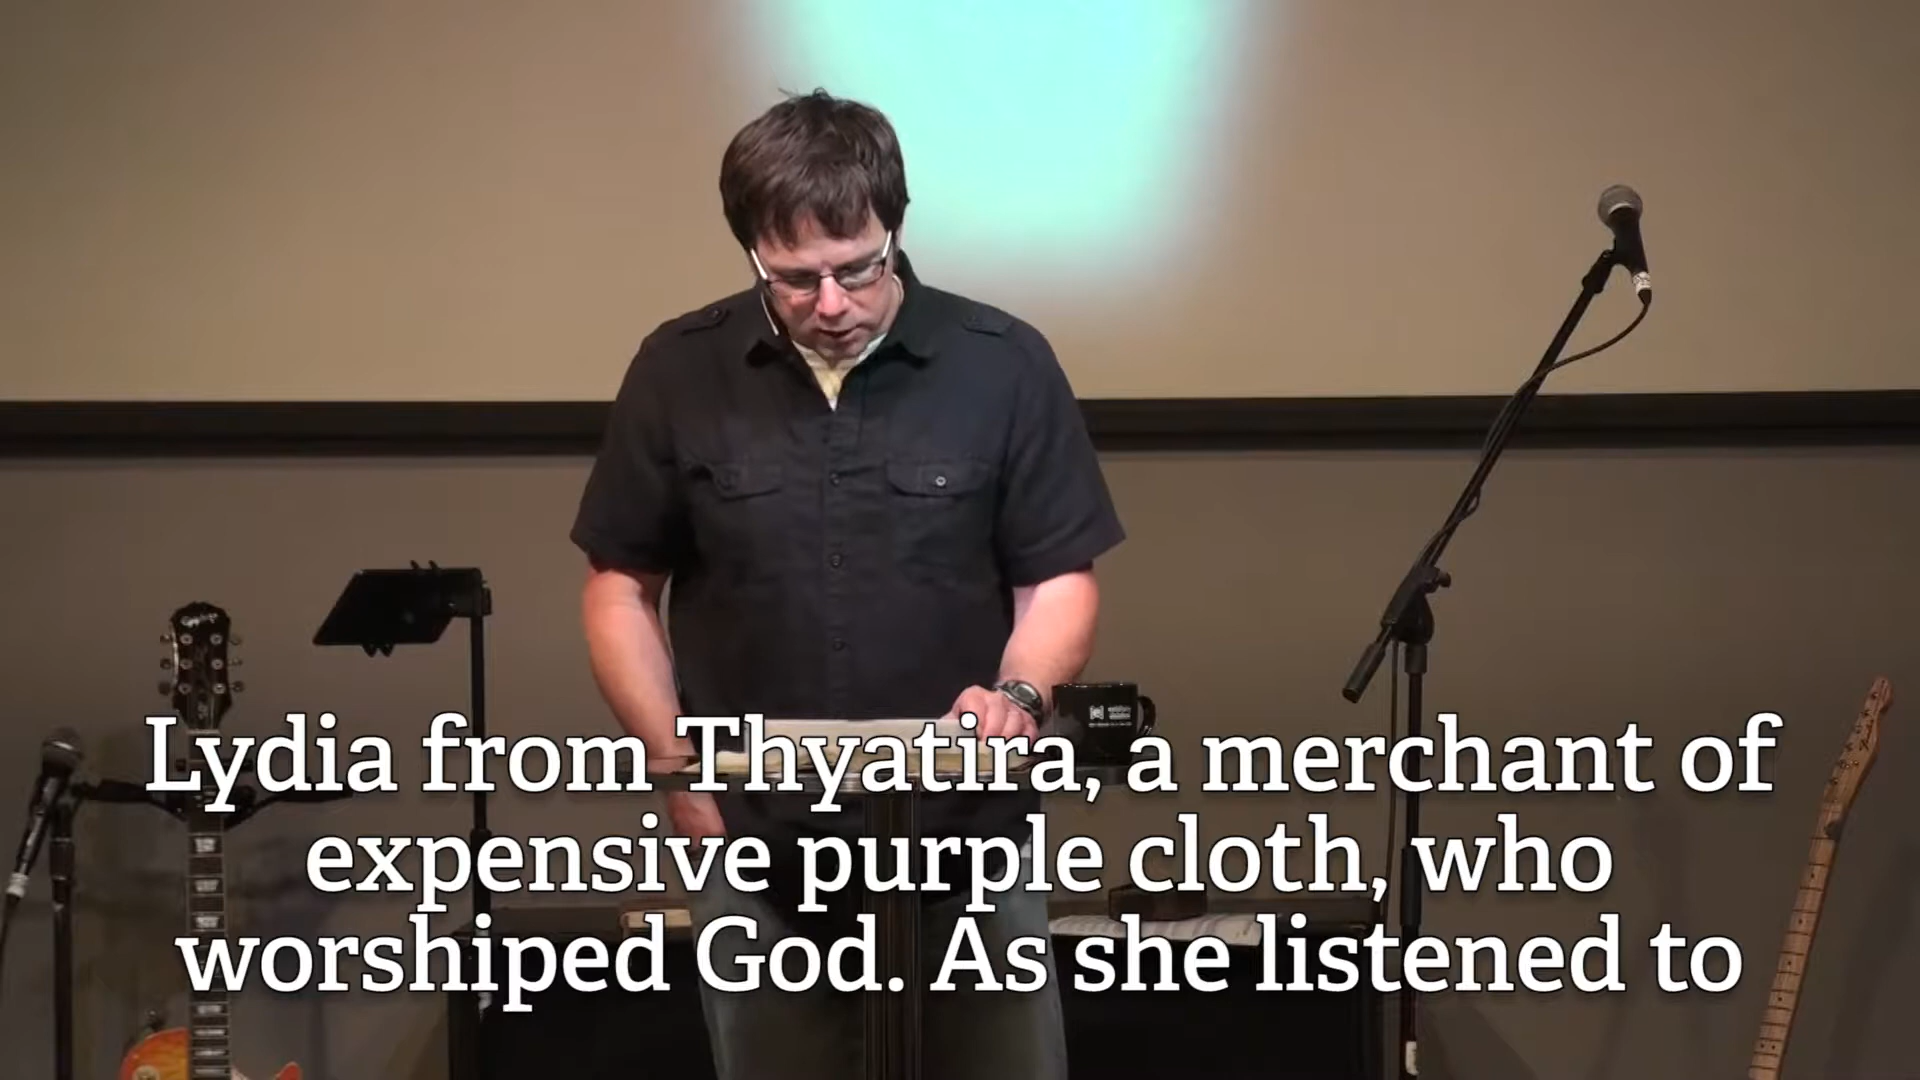 Lydia from Thyatira, a merchant of
expensive purple cloth, who
worshiped God. As she listened to